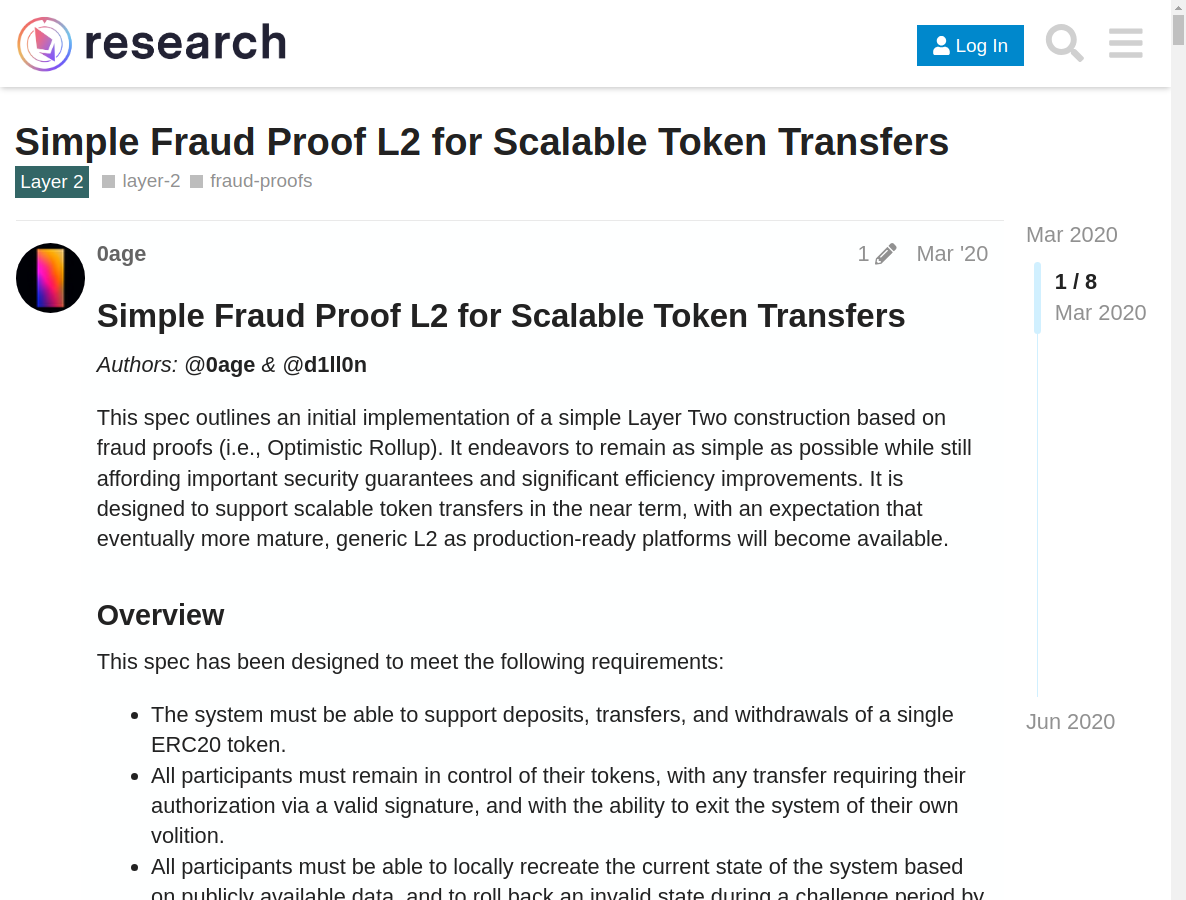 research
Log In
Simple Fraud Proof L2 for Scalable Token Transfers
Layer 2 layer-2 fraud-proofs
0age 1 Mar '20
Simple Fraud Proof L2 for Scalable Token Transfers
Authors: @0age & @d1ll0n
This spec outlines an initial implementation of a simple Layer Two construction based on
fraud proofs (i.e., Optimistic Rollup). It endeavors to remain as simple as possible while still
affording important security guarantees and significant efficiency improvements. It is
designed to support scalable token transfers in the near term, with an expectation that
eventually more mature, generic L2 as production-ready platforms will become available.
Overview
This spec has been designed to meet the following requirements:
• The system must be able to support deposits, transfers, and withdrawals of a single
ERC20 token.
• All participants must remain in control of their tokens, with any transfer requiring their
authorization via a valid signature, and with the ability to exit the system of their own
volition.
• All participants must be able to locally recreate the current state of the system based
on publicly available data, and to roll back an invalid state during a challenge period by
Mar 2020
1 / 8
Mar 2020
Jun 2020